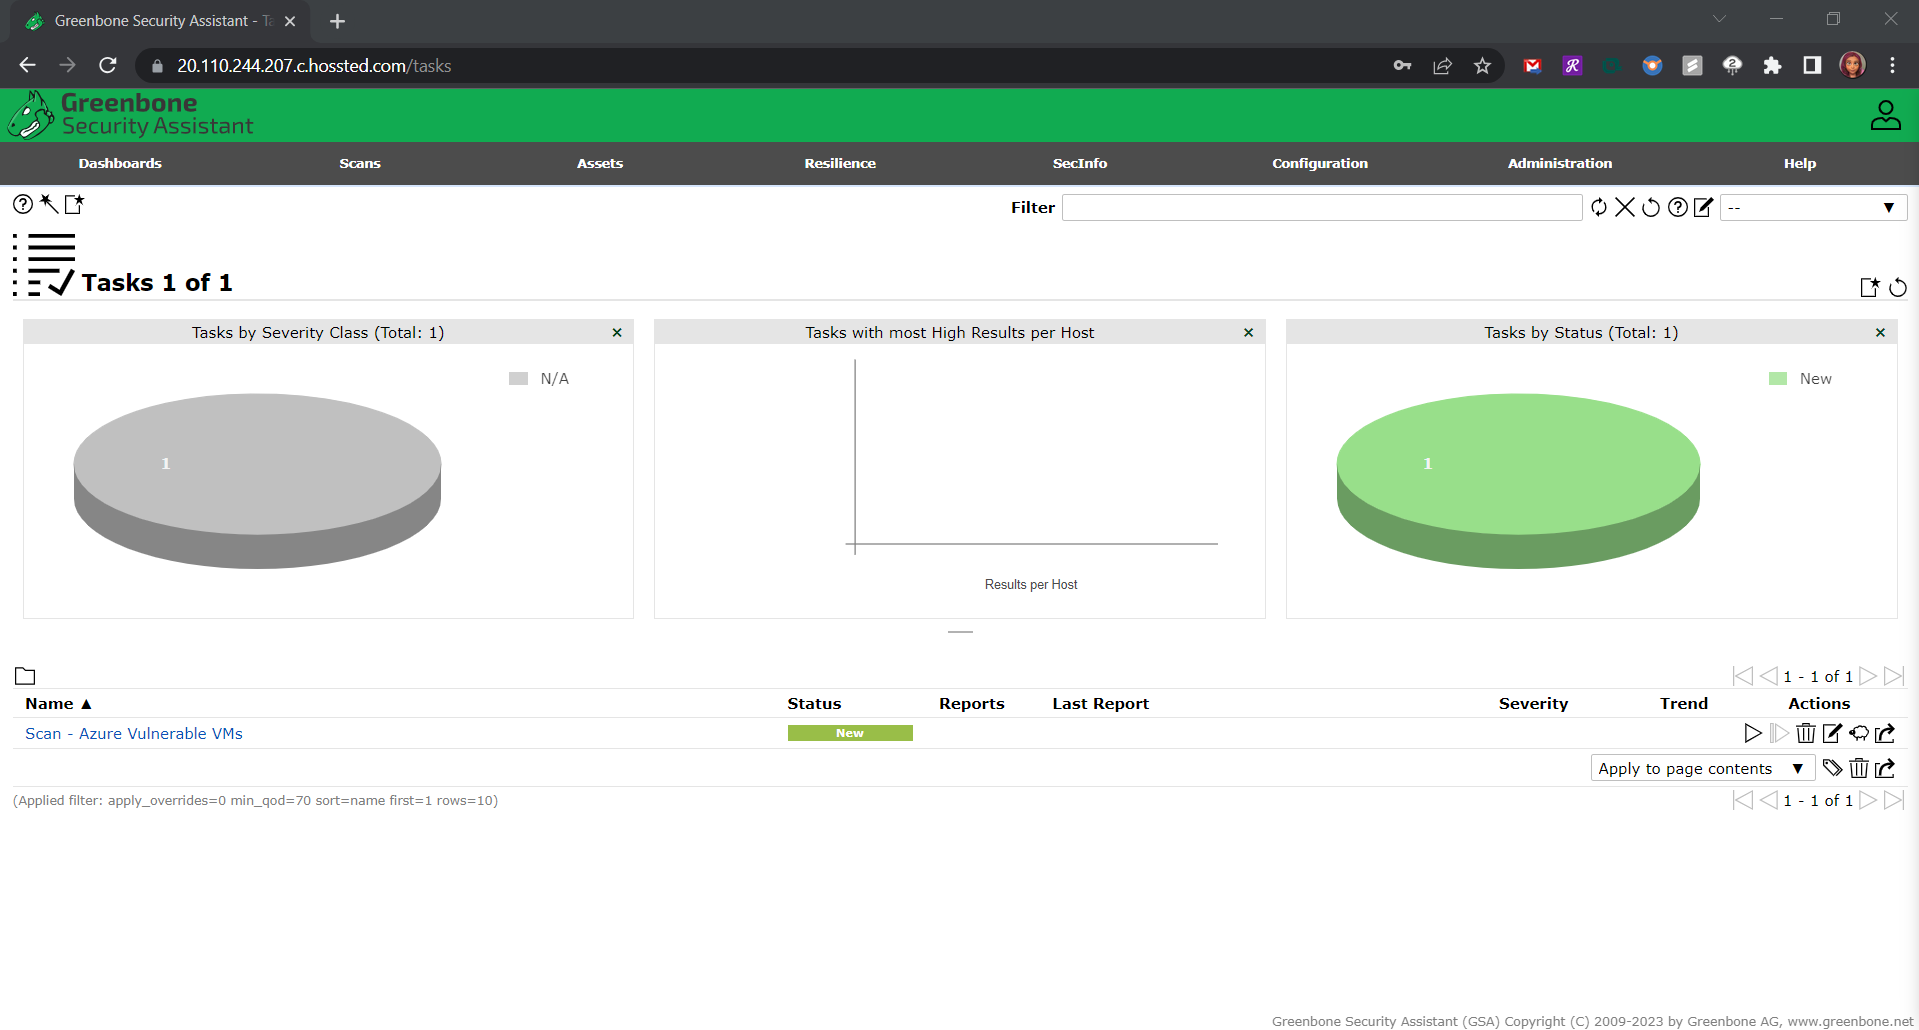 Greenbone Security Assistant - Ta
20.110.244.207.c.hossted.com/tasks
2
Greenbone
Security Assistant
Dashboards Scans Assets Resilience SecInfo Configuration Administration Help
Filter --
Tasks 1 of 1
Tasks by Severity Class (Total: 1)
N/A
1
Tasks with most High Results per Host
Results per Host
Tasks by Status (Total: 1)
New
1
1 - 1 of 1
Name ▲ Status Reports Last Report Severity Trend Actions
Scan - Azure Vulnerable VMs New
Apply to page contents ▼
(Applied filter: apply_overrides=0 min_qod=70 sort=name first=1 rows=10) 1 - 1 of 1
Greenbone Security Assistant (GSA) Copyright (C) 2009-2023 by Greenbone AG, www.greenbone.net